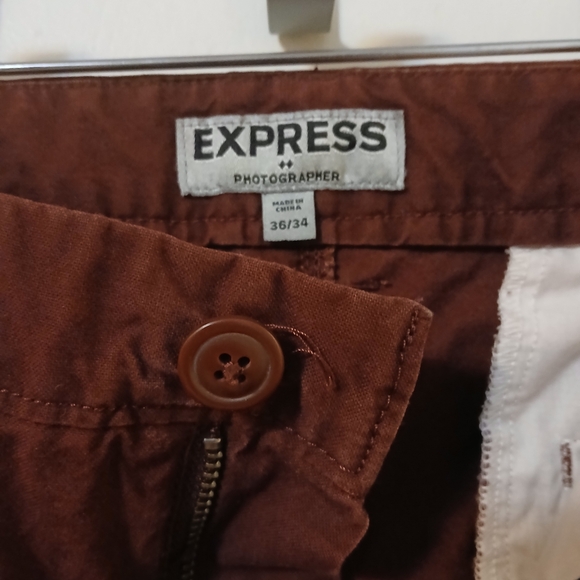 EXPRESS
PHOTOGRAPHER
MADE IN
CHINA
36/34